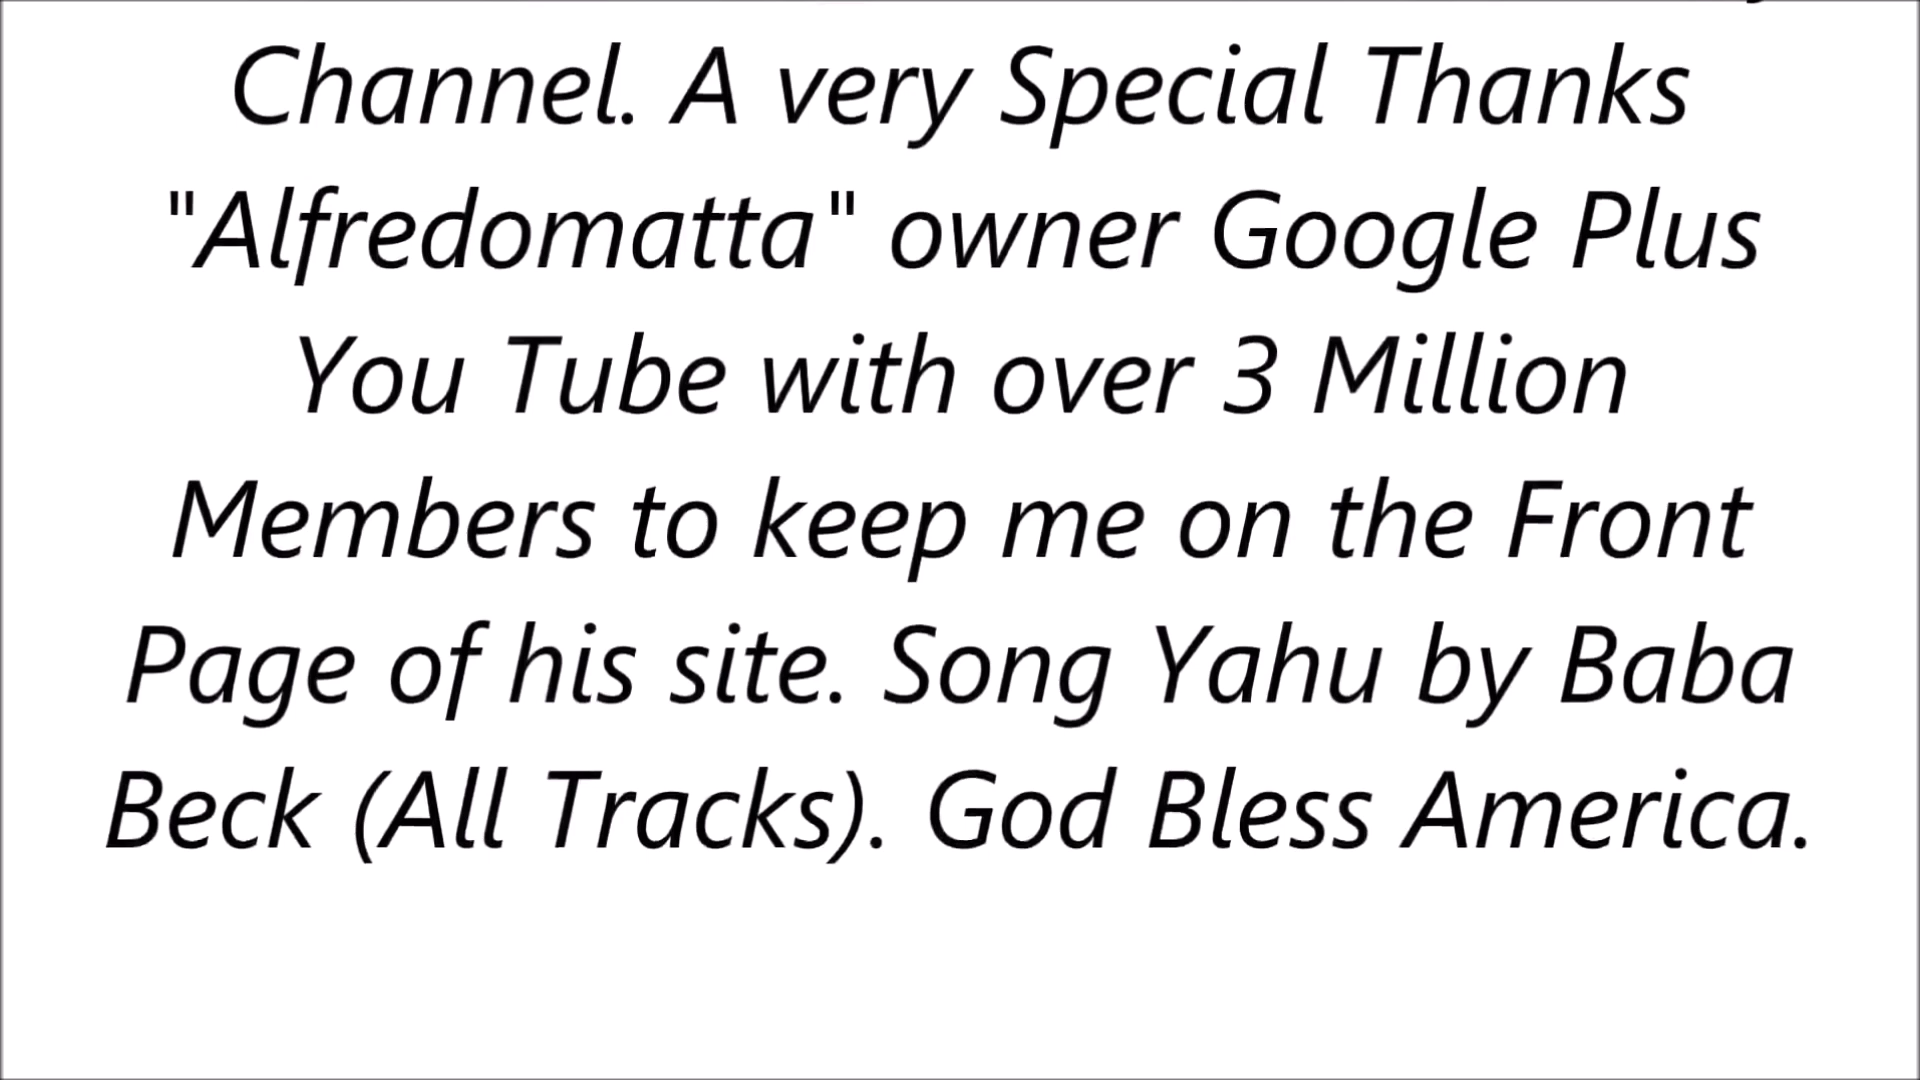 Channel. A very Special Thanks
"Alfredomatta" owner Google Plus
You Tube with over 3 Million
Members to keep me on the Front
Page of his site. Song Yahu by Baba
Beck (All Tracks). God Bless America.